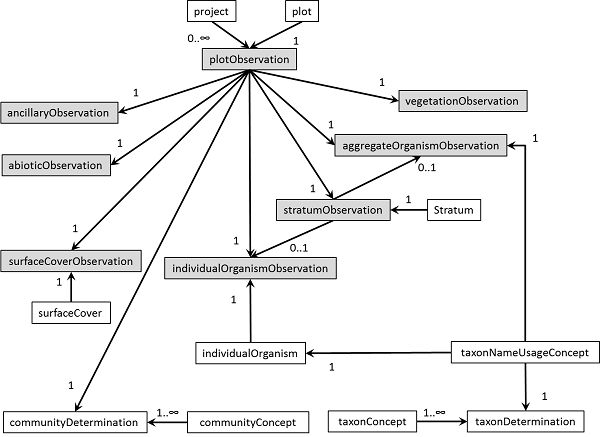 project
plot
0..∞
1
plotObservation
1
1
vegetationObservation
ancillaryObservation
1
1
aggregateOrganismObservation
1
abioticObservation
0..1
1
1
stratumObservation
Stratum
1
1
0..1
surfaceCoverObservation
individualOrganismObservation
1
1
surfaceCover
individualOrganism
taxonNameUsageConcept
1
1
1
1..∞
1..∞
communityDetermination
communityConcept
taxonConcept
taxonDetermination